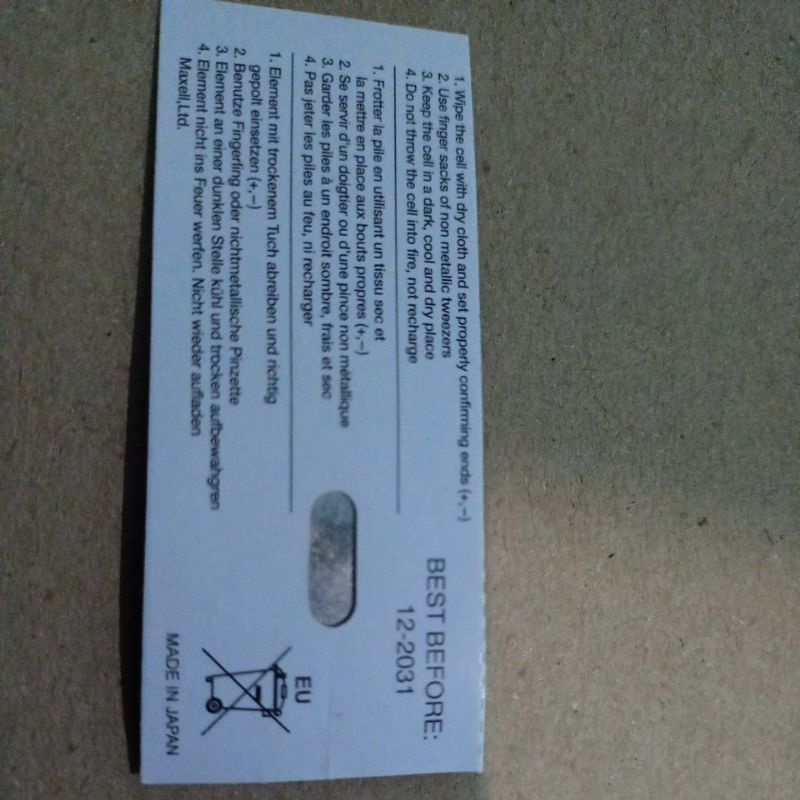 1. Wipe the cell with dry cloth and set properly confirming ends (+,−)
2. Use finger sacks of non metallic tweezers
3. Keep the cell in a dark, cool and dry place
4. Do not throw the cell into fire, not recharge
1. Frotter la pile en utilisant un tissu sec et
la mettre en place aux bouts propres (+,−)
2. Se servir d'un doigtier ou d'une pince non métallique
3. Garder les piles à un endroit sombre, frais et sec
4. Pas jeter les piles au feu, ni recharger
1. Element mit trockenem Tuch abreiben und richtig
gepolt einsetzen (+,−)
2. Benutze Fingerling oder nichtmetallische Pinzette
3. Element an einer dunklen Stelle kühl und trocken aufbewahgren
4. Element nicht ins Feuer werfen. Nicht wieder aufladen
Maxell,Ltd.
BEST BEFORE:
12-2031
EU
MADE IN JAPAN